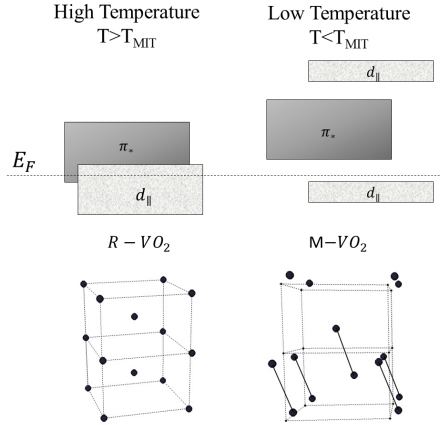 High Temperature
T>T_MIT
Low Temperature
T<T_MIT
d_∥
π_*
π_*
E_F
d_∥
d_∥
R − VO_2
M−VO_2